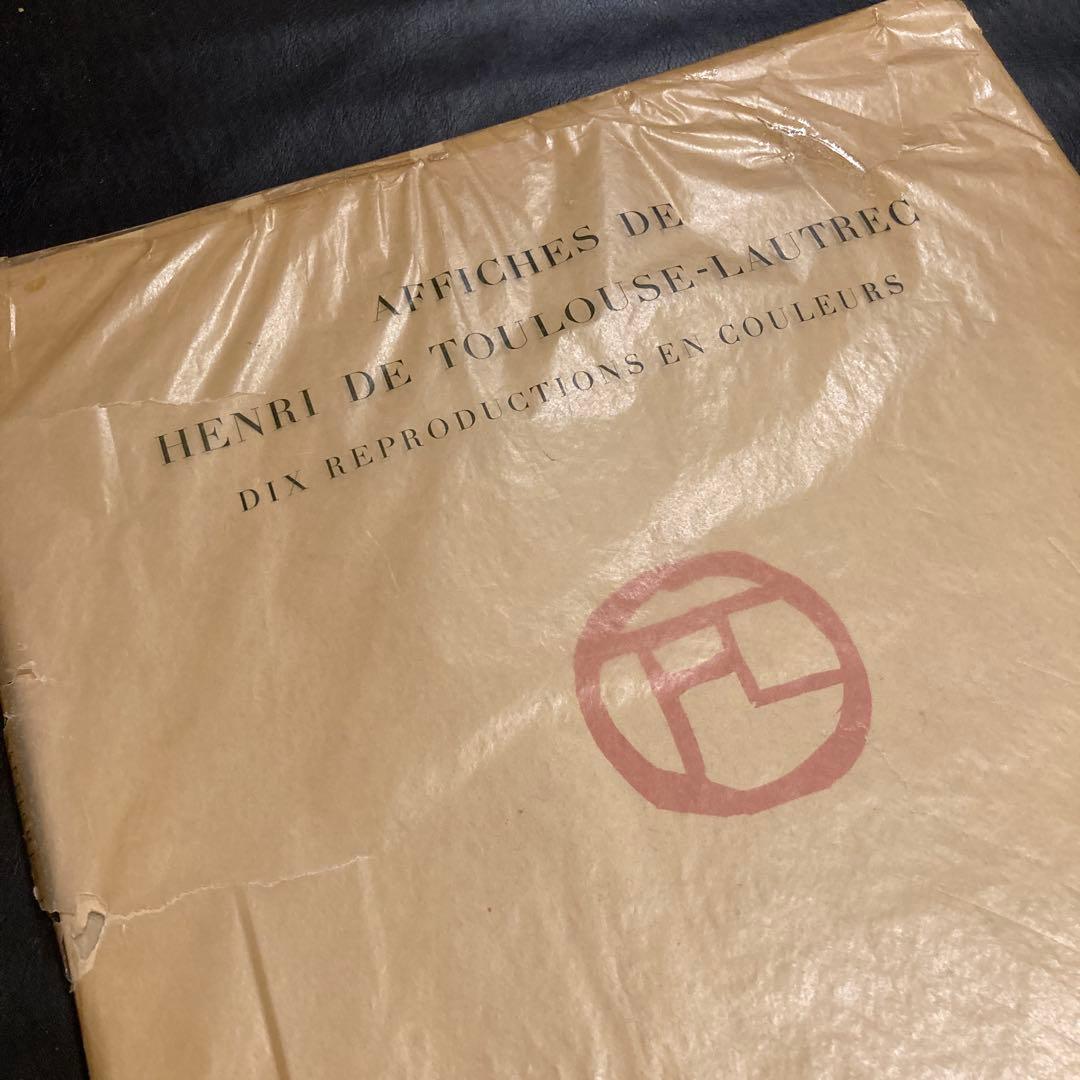 AFFICHES DE
HENRI DE TOULOUSE-LAUTREC
DIX REPRODUCTIONS EN COULEURS